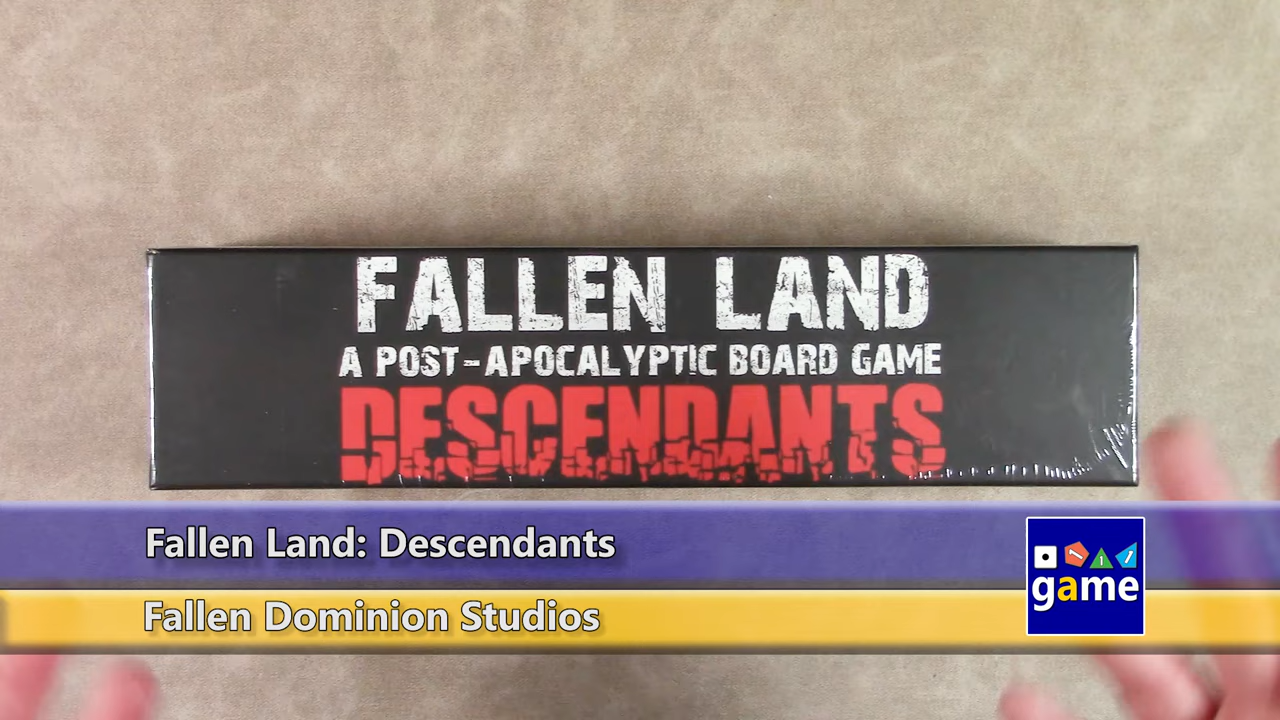 FALLEN LAND
A POST-APOCALYPTIC BOARD GAME
DESCENDANTS
Fallen Land: Descendants
Fallen Dominion Studios
game